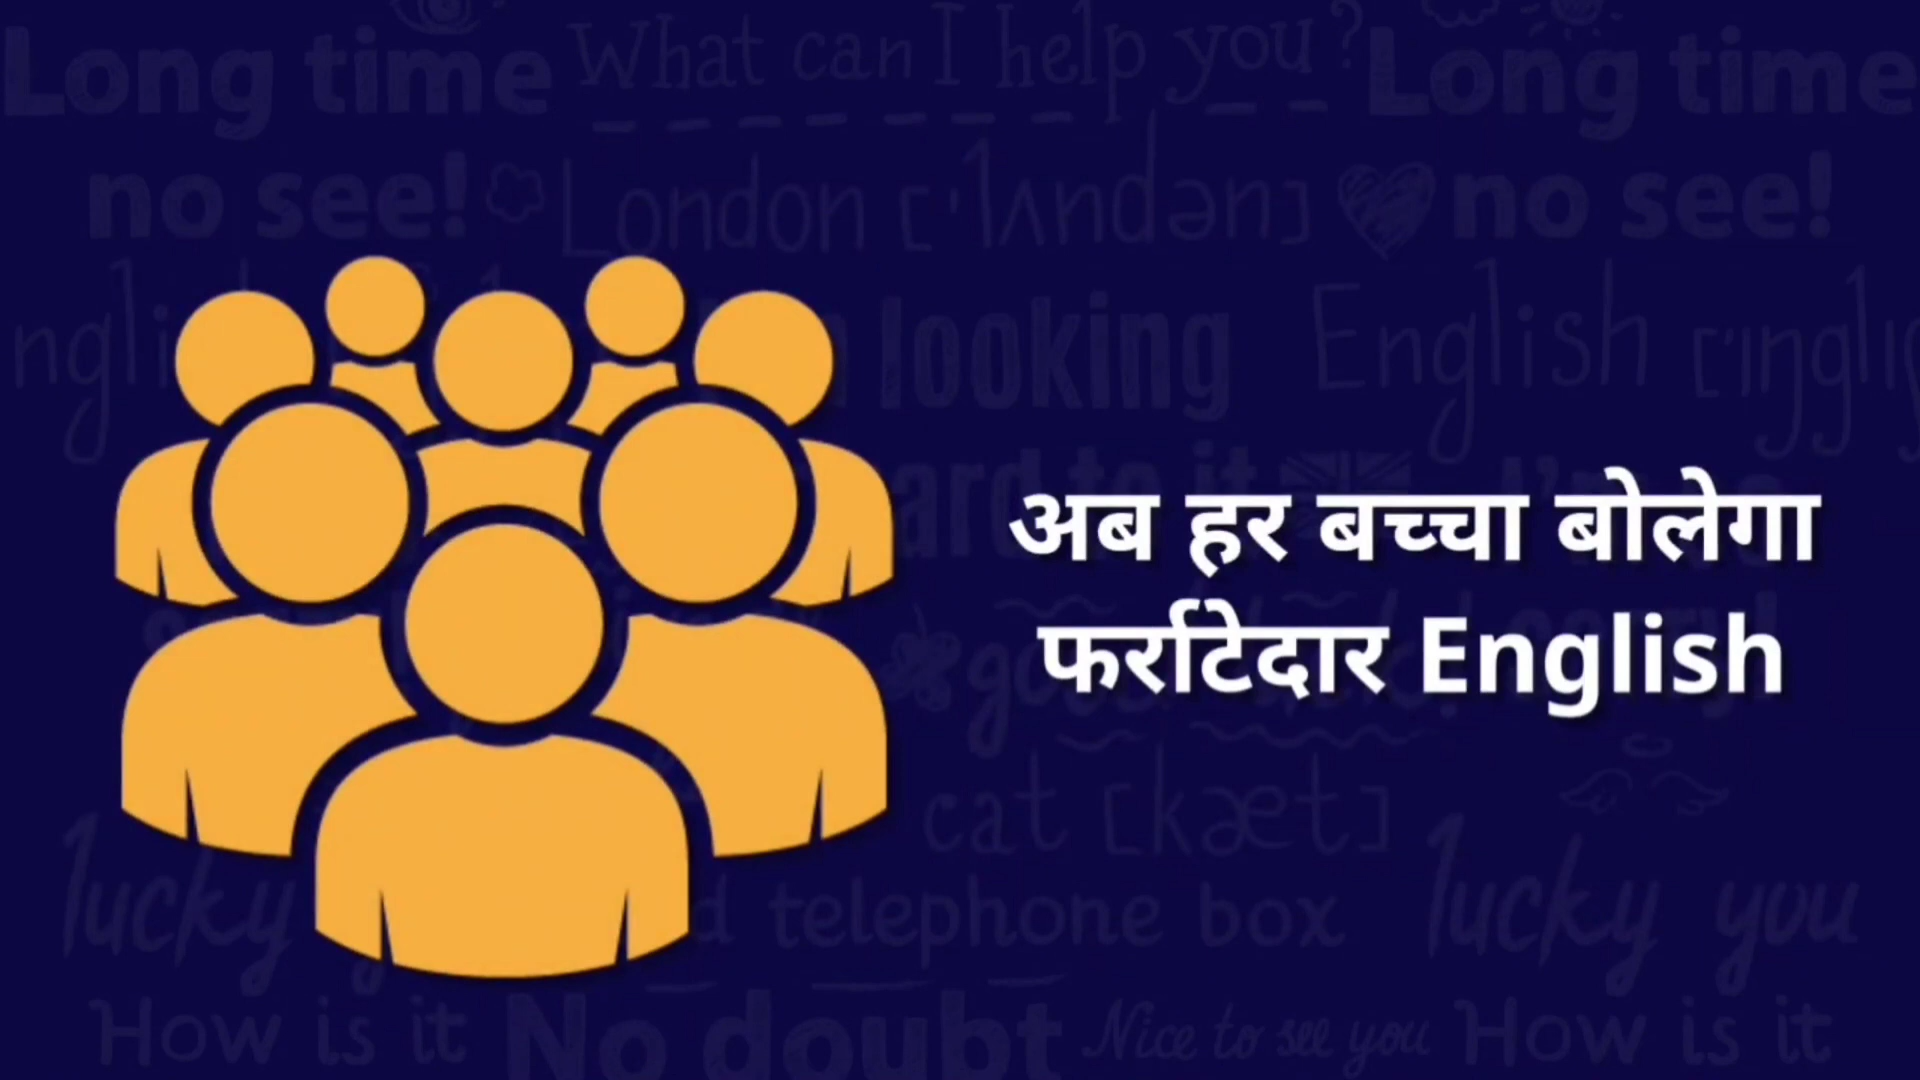 Long time What can I help you? Long time
no see! London ['lʌndən] no see!
looking English
अब हर बच्चा बोलेगा
फर्राटेदार English
cat [kæt]
lucky telephone box lucky you
How is it No doubt Nice to see you How is it